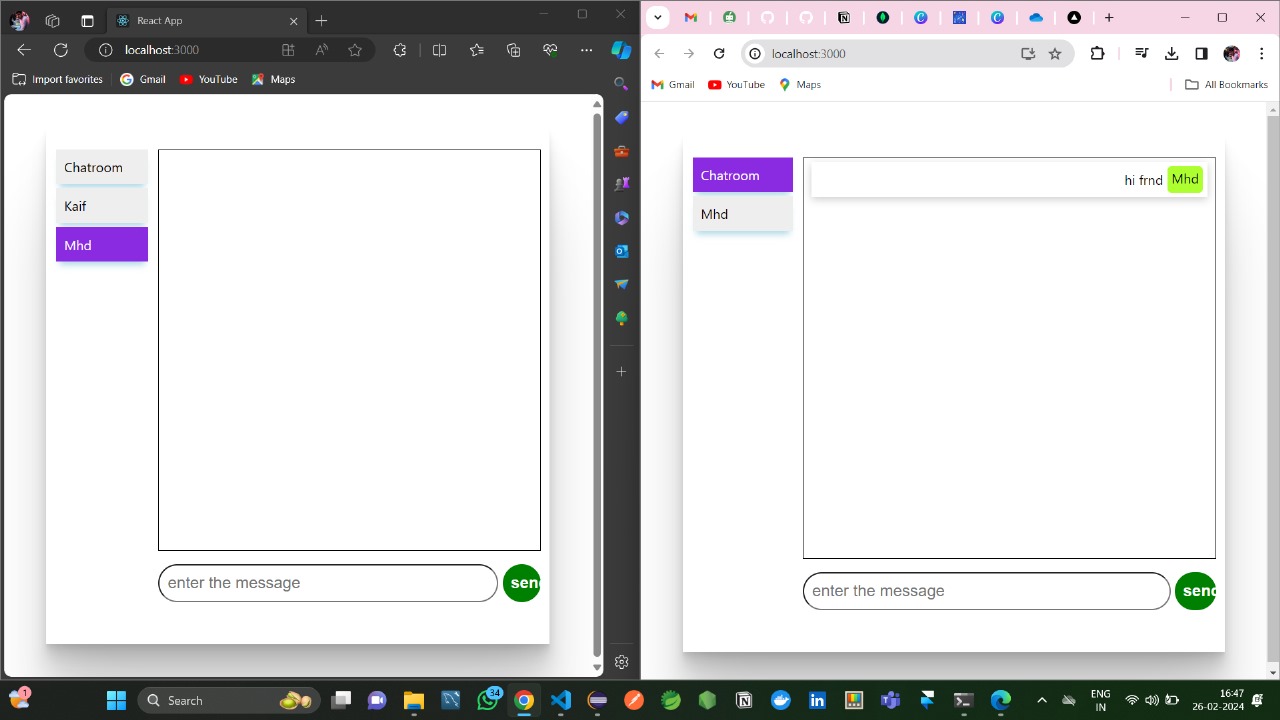 React App
localhost:3000
Import favorites
Gmail
YouTube
Maps
Chatroom
Kaif
Mhd
enter the message
send
localhost:3000
Gmail
YouTube
Maps
All Bookmarks
Chatroom
Mhd
hi frnd Mhd
enter the message
send
1
Search
34
ENG
IN
16:47
26-02-2024